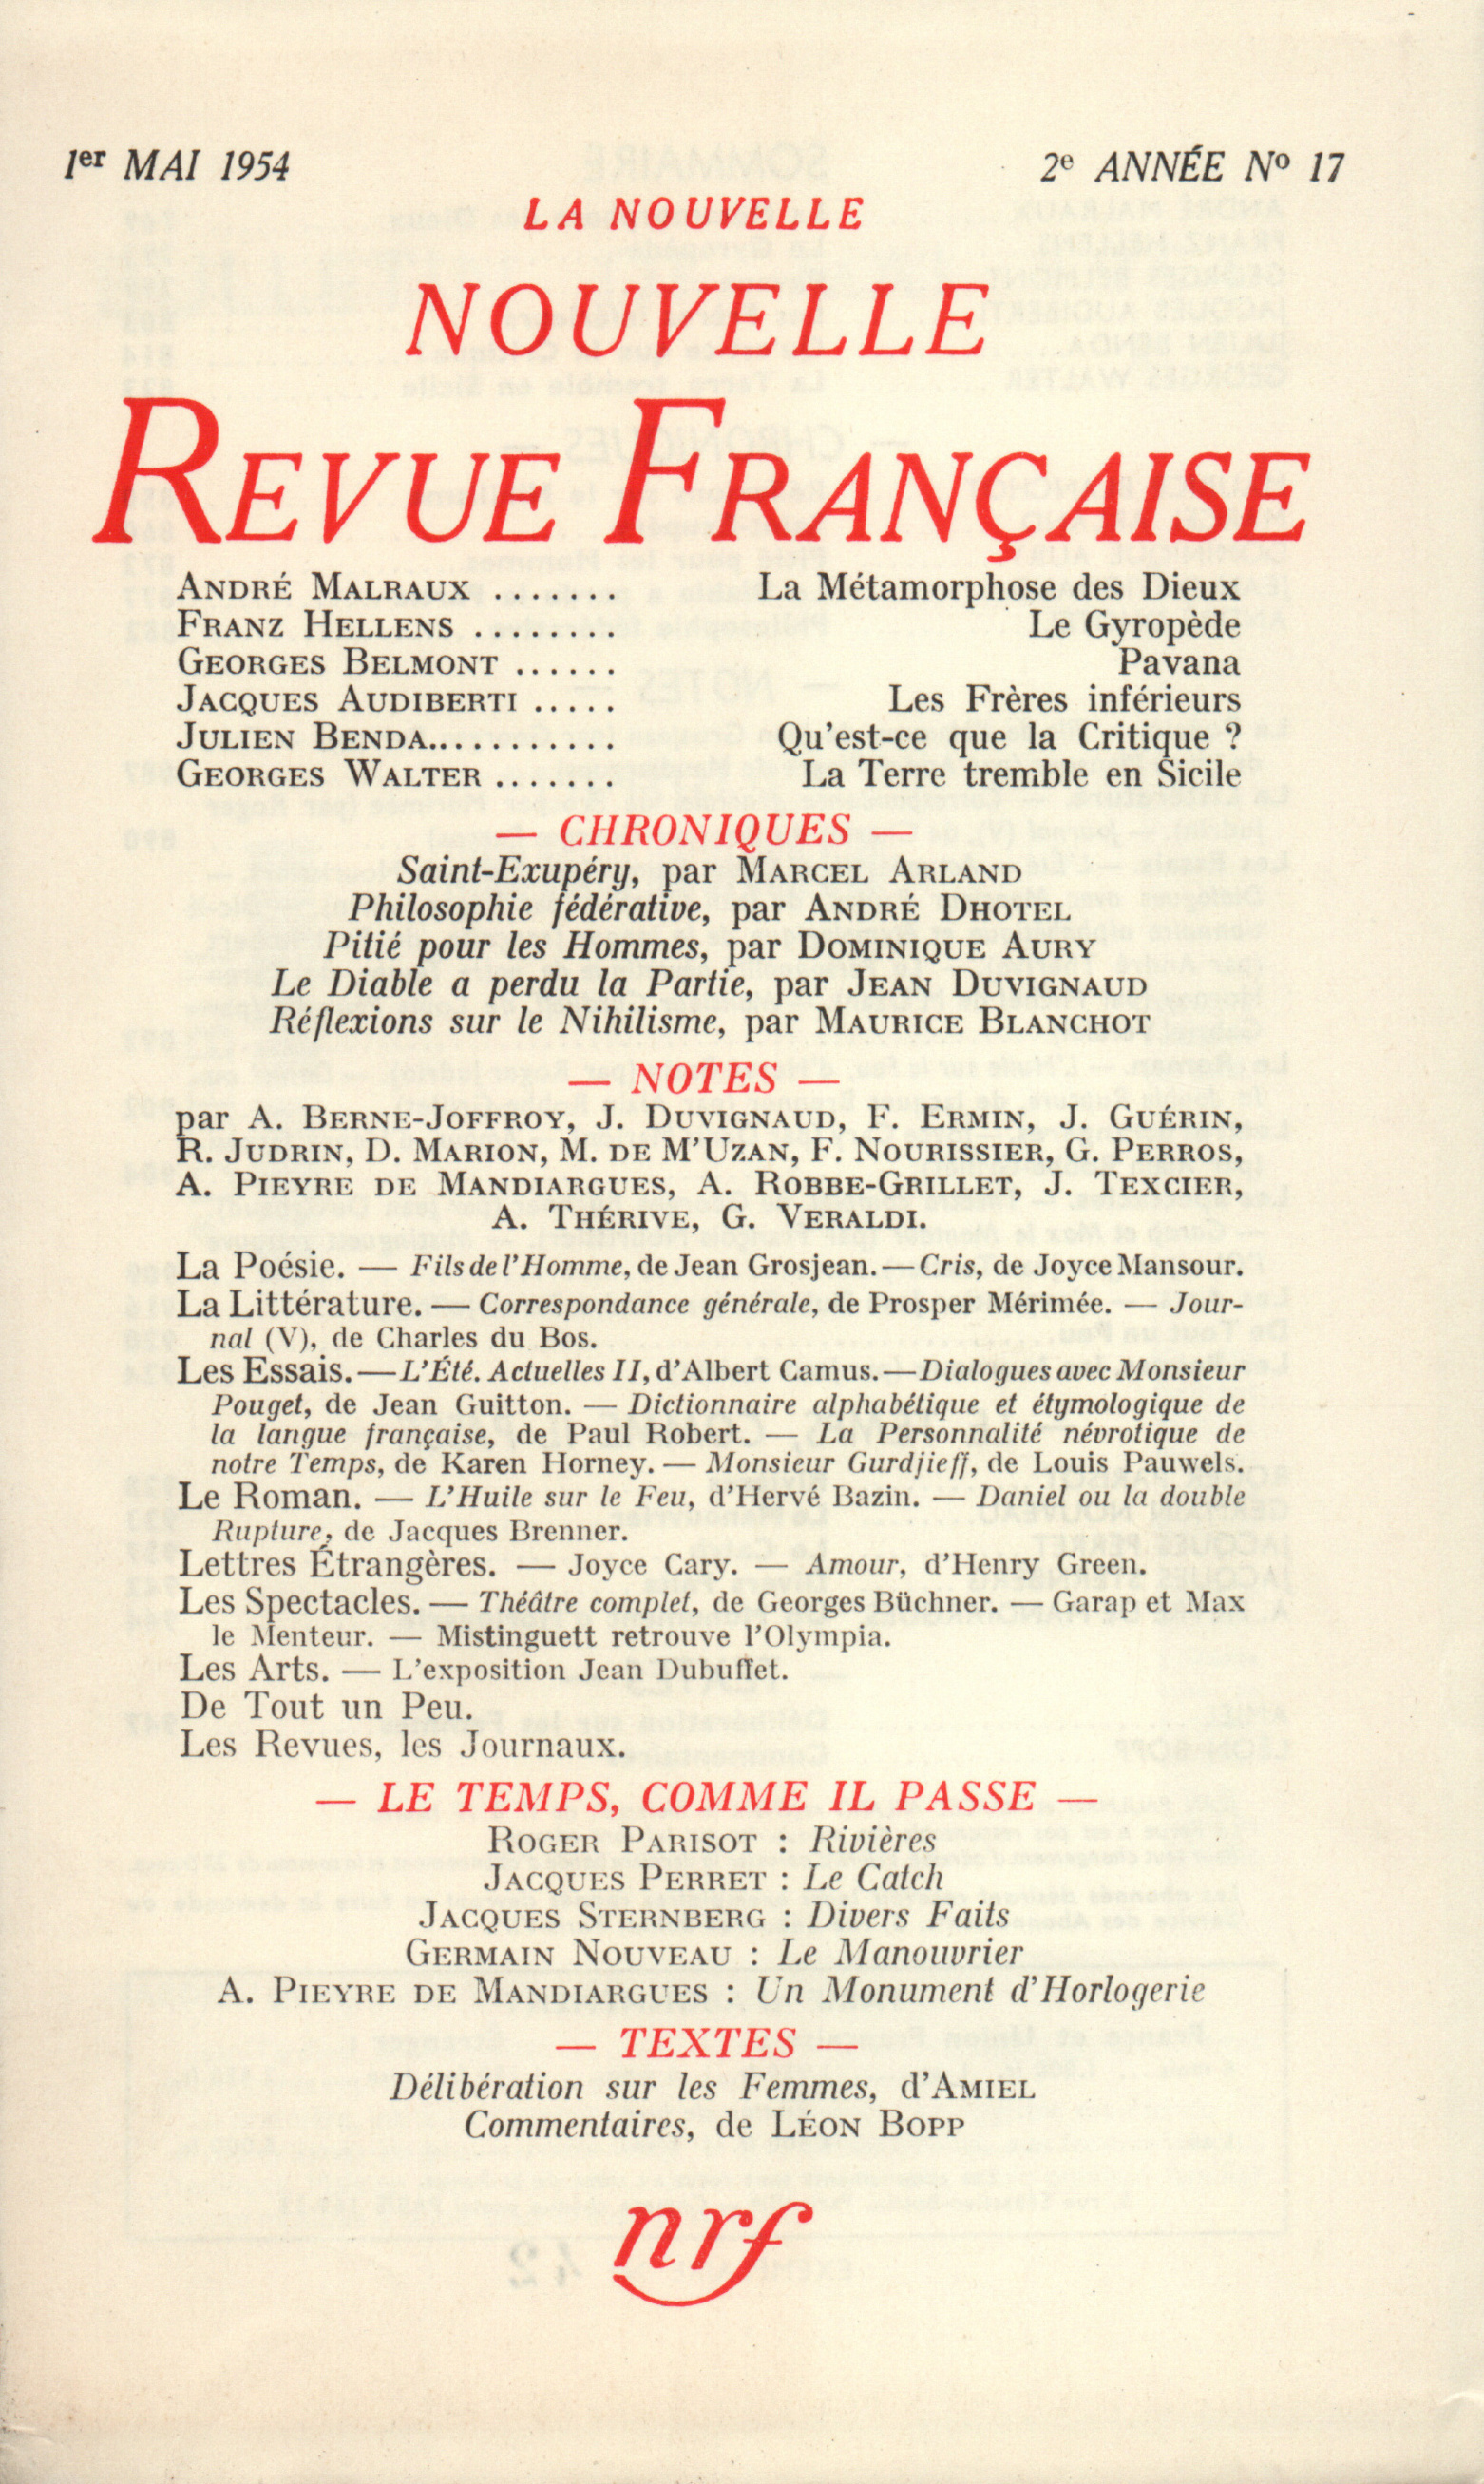 1er MAI 1954
2e ANNÉE No 17
LA NOUVELLE
NOUVELLE
REVUE FRANÇAISE
ANDRÉ MALRAUX ....... La Métamorphose des Dieux
FRANZ HELLENS ........ Le Gyropède
GEORGES BELMONT ...... Pavana
JACQUES AUDIBERTI ..... Les Frères inférieurs
JULIEN BENDA........... Qu'est-ce que la Critique ?
GEORGES WALTER ....... La Terre tremble en Sicile
— CHRONIQUES —
Saint-Exupéry, par MARCEL ARLAND
Philosophie fédérative, par ANDRÉ DHOTEL
Pitié pour les Hommes, par DOMINIQUE AURY
Le Diable a perdu la Partie, par JEAN DUVIGNAUD
Réflexions sur le Nihilisme, par MAURICE BLANCHOT
— NOTES —
par A. BERNE-JOFFROY, J. DUVIGNAUD, F. ERMIN, J. GUÉRIN,
R. JUDRIN, D. MARION, M. DE M'UZAN, F. NOURISSIER, G. PERROS,
A. PIEYRE DE MANDIARGUES, A. ROBBE-GRILLET, J. TEXCIER,
A. THÉRIVE, G. VERALDI.
La Poésie. — Fils de l'Homme, de Jean Grosjean. — Cris, de Joyce Mansour.
La Littérature. — Correspondance générale, de Prosper Mérimée. — Jour-
nal (V), de Charles du Bos.
Les Essais. — L'Été. Actuelles II, d'Albert Camus. — Dialogues avec Monsieur
Pouget, de Jean Guitton. — Dictionnaire alphabétique et étymologique de
la langue française, de Paul Robert. — La Personnalité névrotique de
notre Temps, de Karen Horney. — Monsieur Gurdjieff, de Louis Pauwels.
Le Roman. — L'Huile sur le Feu, d'Hervé Bazin. — Daniel ou la double
Rupture, de Jacques Brenner.
Lettres Étrangères. — Joyce Cary. — Amour, d'Henry Green.
Les Spectacles. — Théâtre complet, de Georges Büchner. — Garap et Max
le Menteur. — Mistinguett retrouve l'Olympia.
Les Arts. — L'exposition Jean Dubuffet.
De Tout un Peu.
Les Revues, les Journaux.
— LE TEMPS, COMME IL PASSE —
ROGER PARISOT : Rivières
JACQUES PERRET : Le Catch
JACQUES STERNBERG : Divers Faits
GERMAIN NOUVEAU : Le Manouvrier
A. PIEYRE DE MANDIARGUES : Un Monument d'Horlogerie
— TEXTES —
Délibération sur les Femmes, d'AMIEL
Commentaires, de LÉON BOPP
nrf